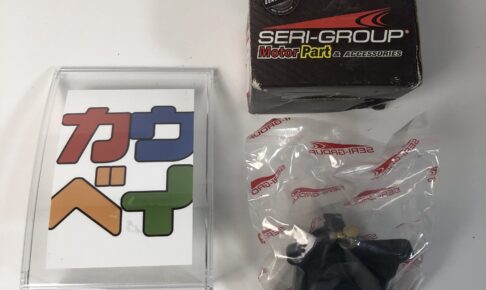 カウ
ベイ
SERI-GROUP®
Motor Part & ACCESSORIES
SERI-GROUP
SERI-GROUP